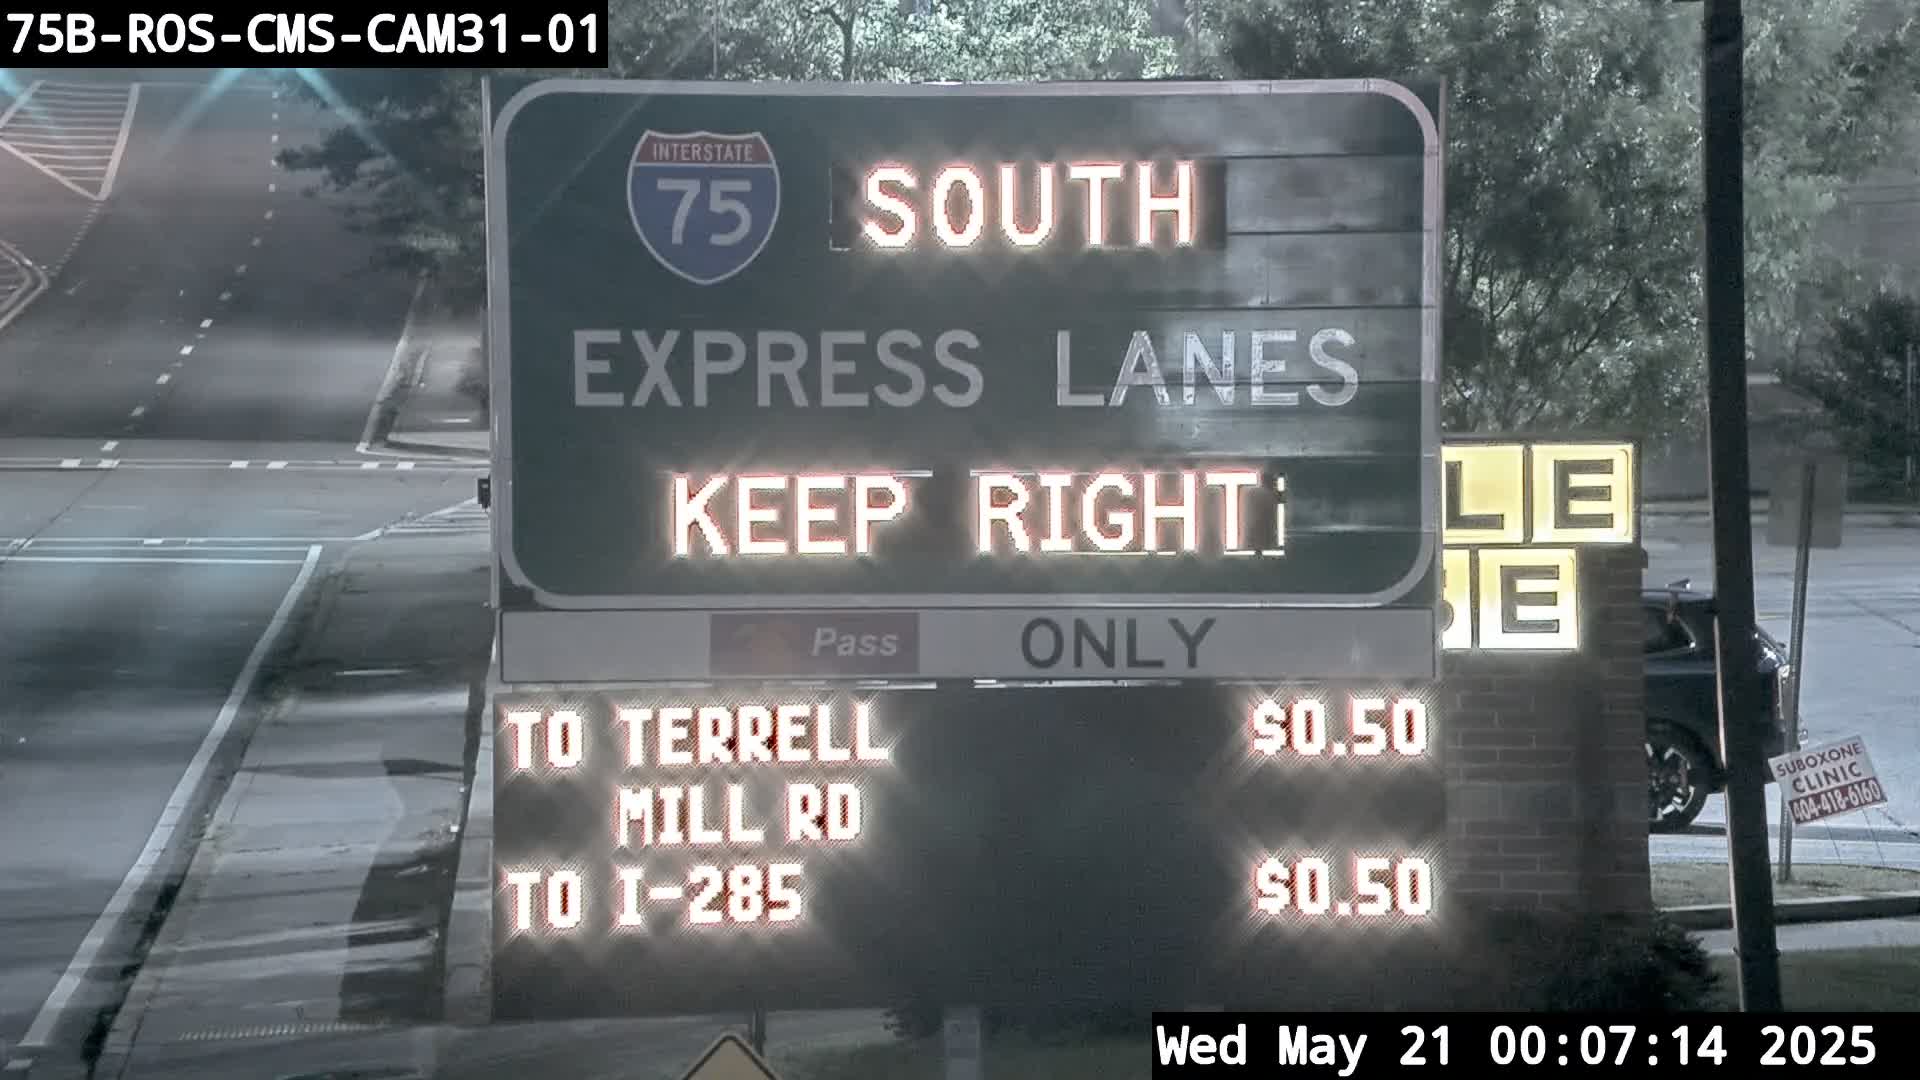 75B-ROS-CMS-CAM31-01
INTERSTATE
75
SOUTH
EXPRESS LANES
KEEP RIGHT
Pass ONLY
TO TERRELL $0.50
MILL RD
TO I-285 $0.50
LE
E
SUBOXONE
CLINIC
404-418-6160
Wed May 21 00:07:14 2025